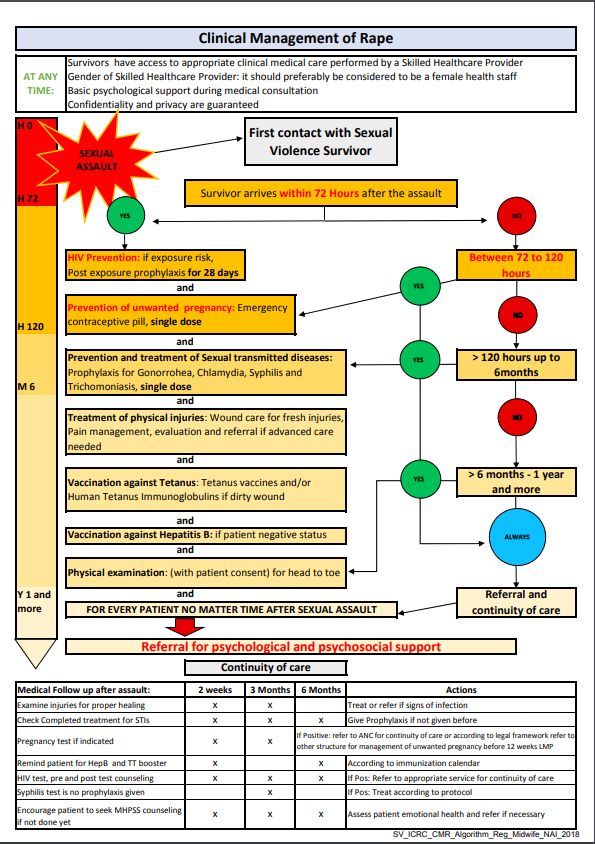 Clinical Management of Rape
AT ANY
TIME:
Survivors have access to appropriate clinical medical care performed by a Skilled Healthcare Provider
Gender of Skilled Healthcare Provider: it should preferably be considered to be a female health staff
Basic psychological support during medical consultation
Confidentiality and privacy are guaranteed
H 0
SEXUAL
ASSAULT
First contact with Sexual
Violence Survivor
H 72
Survivor arrives within 72 Hours after the assault
YES
NO
HIV Prevention: if exposure risk,
Post exposure prophylaxis for 28 days
Between 72 to 120
hours
and
YES
Prevention of unwanted pregnancy: Emergency
contraceptive pill, single dose
NO
H 120
and
Prevention and treatment of Sexual transmitted diseases:
Prophylaxis for Gonorrohea, Chlamydia, Syphilis and
Trichomoniasis, single dose
YES
> 120 hours up to
6months
M 6
and
Treatment of physical injuries: Wound care for fresh injuries,
Pain management, evaluation and referral if advanced care
needed
NO
and
Vaccination against Tetanus: Tetanus vaccines and/or
Human Tetanus Immunoglobulins if dirty wound
YES
> 6 months - 1 year
and more
and
Vaccination against Hepatitis B: if patient negative status
ALWAYS
and
Physical examination: (with patient consent) for head to toe
and
Y 1 and
more
FOR EVERY PATIENT NO MATTER TIME AFTER SEXUAL ASSAULT
Referral and
continuity of care
Referral for psychological and psychosocial support
Continuity of care
Medical Follow up after assault: 2 weeks 3 Months 6 Months Actions
Examine injuries for proper healing x x Treat or refer if signs of infection
Check Completed treatment for STIs x x x Give Prophylaxis if not given before
Pregnancy test if indicated x x If Positive: refer to ANC for continuity of care or according to legal framework refer to
other structure for management of unwanted pregnancy before 12 weeks LMP
Remind patient for HepB and TT booster x x According to immunization calendar
HIV test, pre and post test counseling x x x If Pos: Refer to appropriate service for continuity of care
Syphilis test is no prophylaxis given x If Pos: Treat according to protocol
Encourage patient to seek MHPSS counseling
if not done yet x x x Assess patient emotional health and refer if necessary
SV_ICRC_CMR_Algorithm_Reg_Midwife_NAI_2018